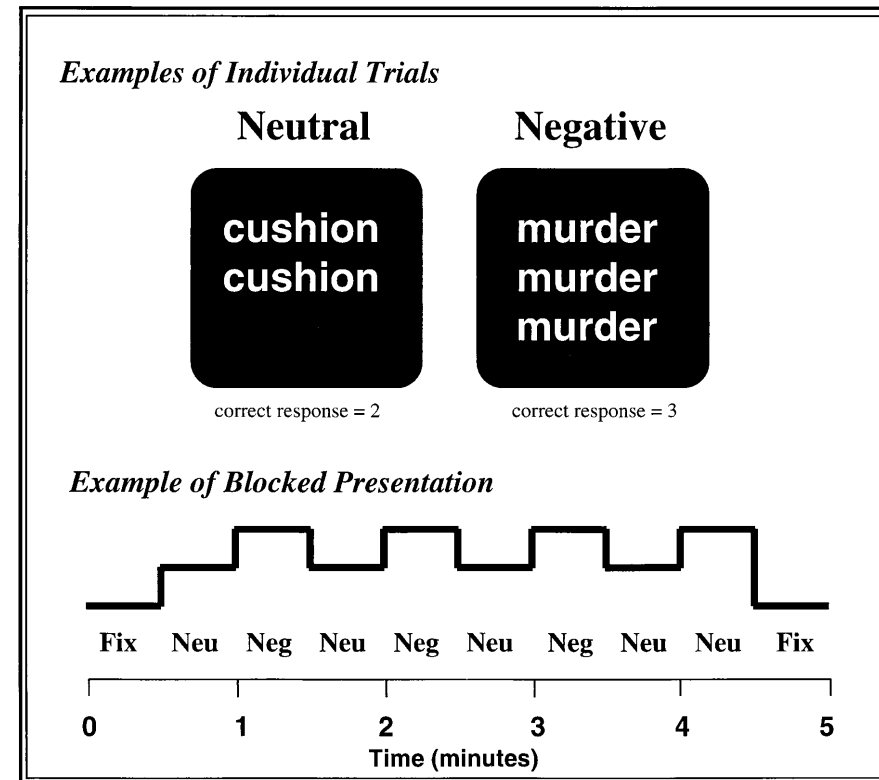 Examples of Individual Trials
Neutral Negative
cushion
cushion
murder
murder
murder
correct response = 2 correct response = 3
Example of Blocked Presentation
Fix Neu Neg Neu Neg Neu Neg Neu Neu Fix
0 1 2 3 4 5
Time (minutes)